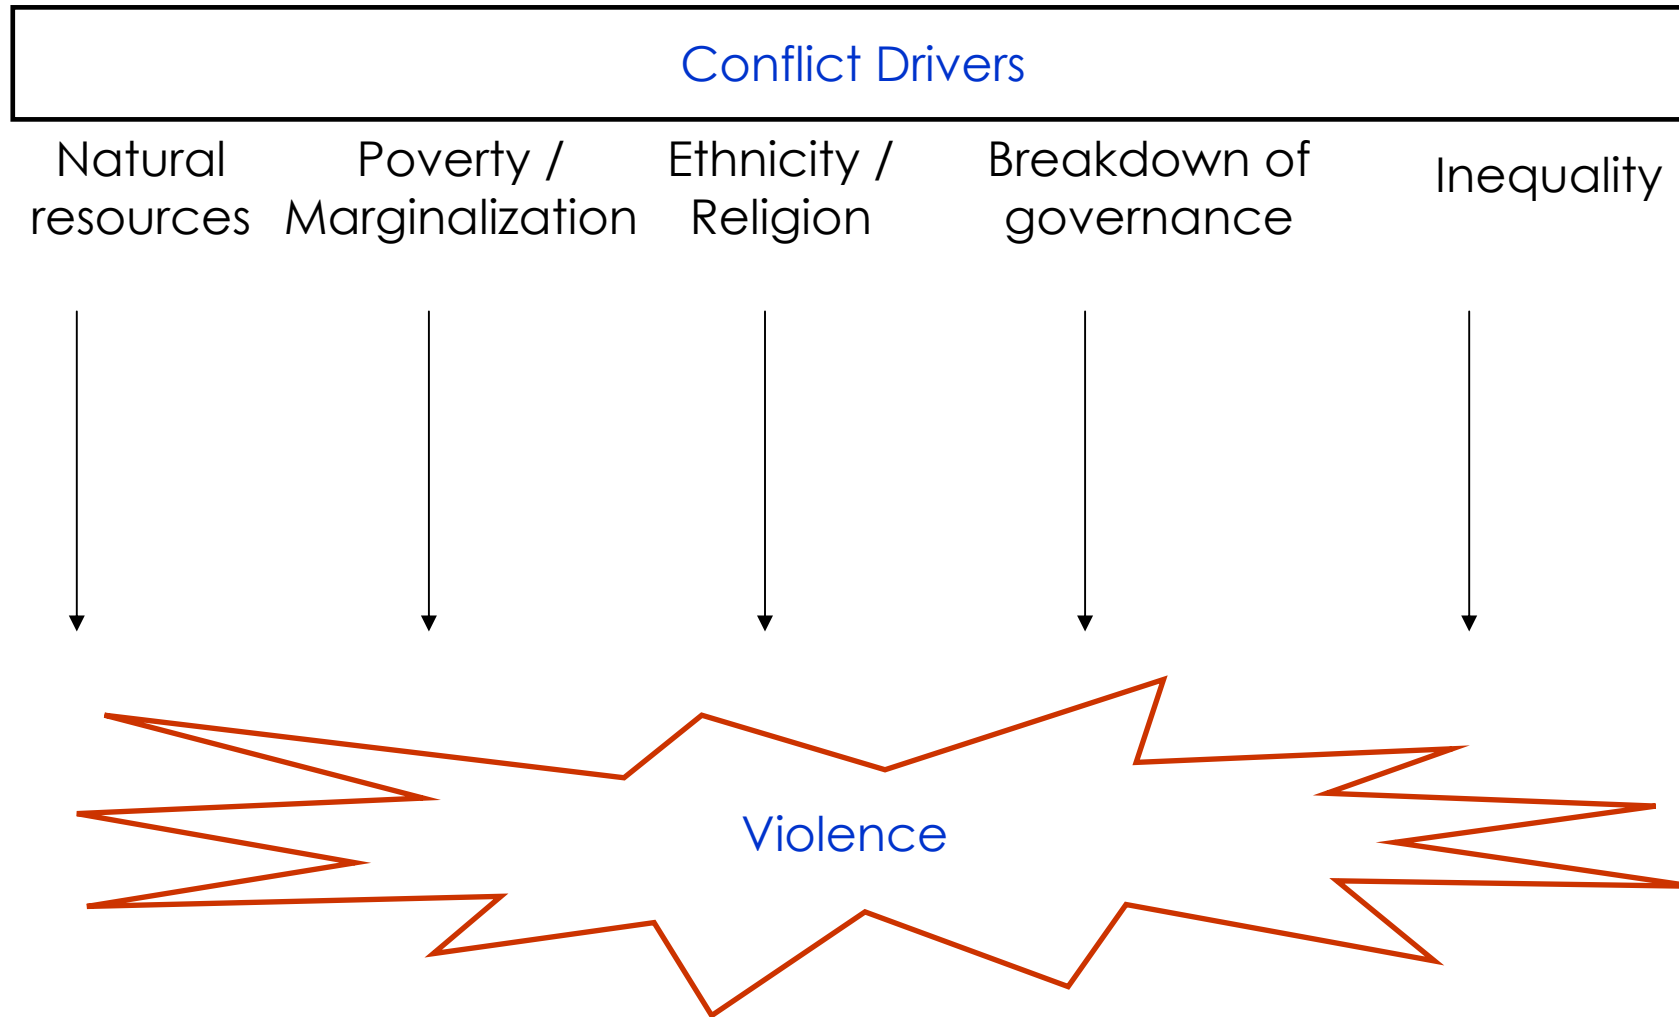 Conflict Drivers
Natural
resources
Poverty /
Marginalization
Ethnicity /
Religion
Breakdown of
governance
Inequality
Violence